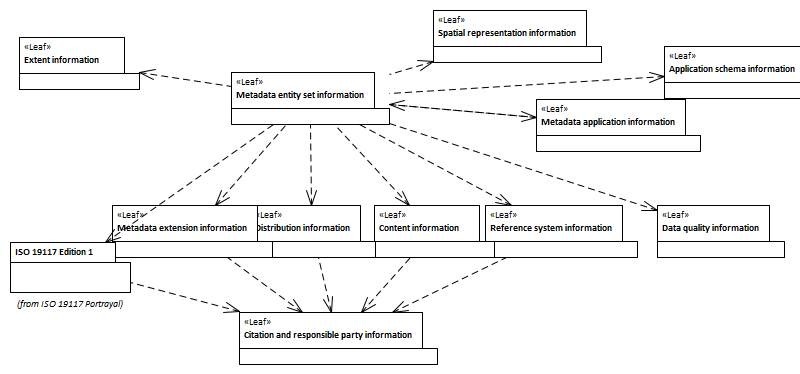 «Leaf»
Spatial representation information
«Leaf»
Extent information
«Leaf»
Application schema information
«Leaf»
Metadata entity set information
«Leaf»
Metadata application information
«Leaf»
Metadata extension information
«Leaf»
Distribution information
«Leaf»
Content information
«Leaf»
Reference system information
«Leaf»
Data quality information
ISO 19117 Edition 1
(from ISO 19117 Portrayal)
«Leaf»
Citation and responsible party information